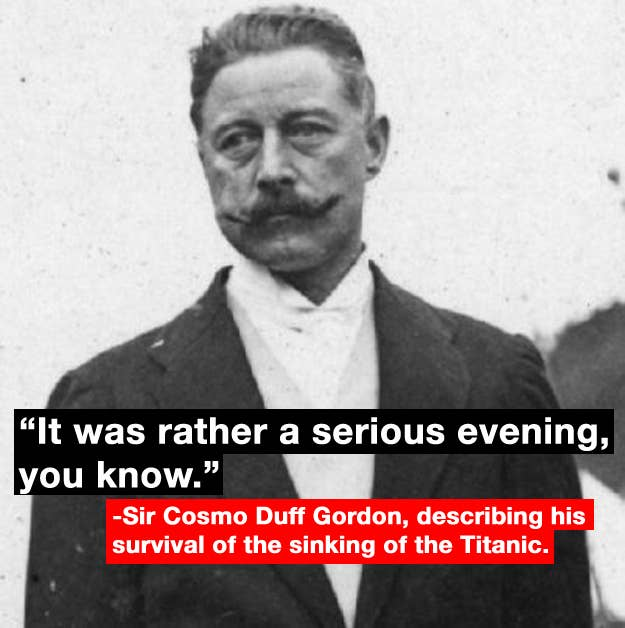 “It was rather a serious evening,
you know.”
-Sir Cosmo Duff Gordon, describing his
survival of the sinking of the Titanic.